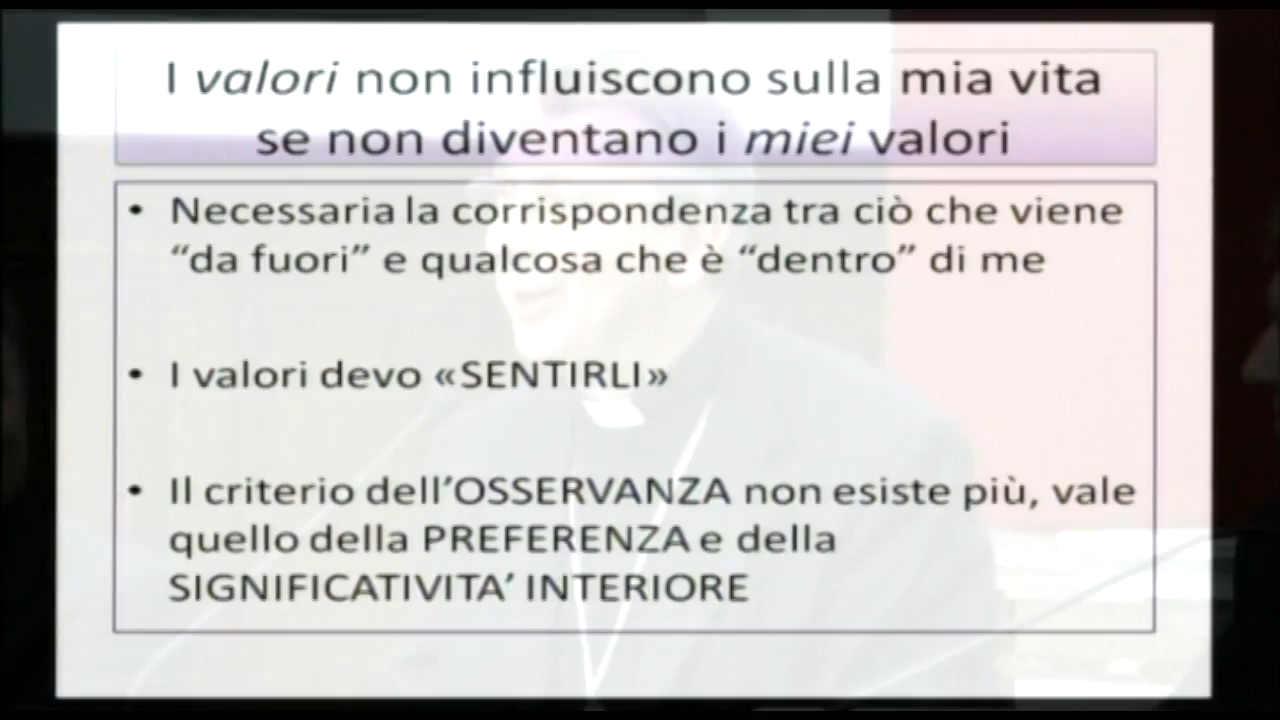 I valori non influiscono sulla mia vita
se non diventano i miei valori
• Necessaria la corrispondenza tra ciò che viene
“da fuori” e qualcosa che è “dentro” di me
• I valori devo «SENTIRLI»
• Il criterio dell’OSSERVANZA non esiste più, vale
quello della PREFERENZA e della
SIGNIFICATIVITA’ INTERIORE